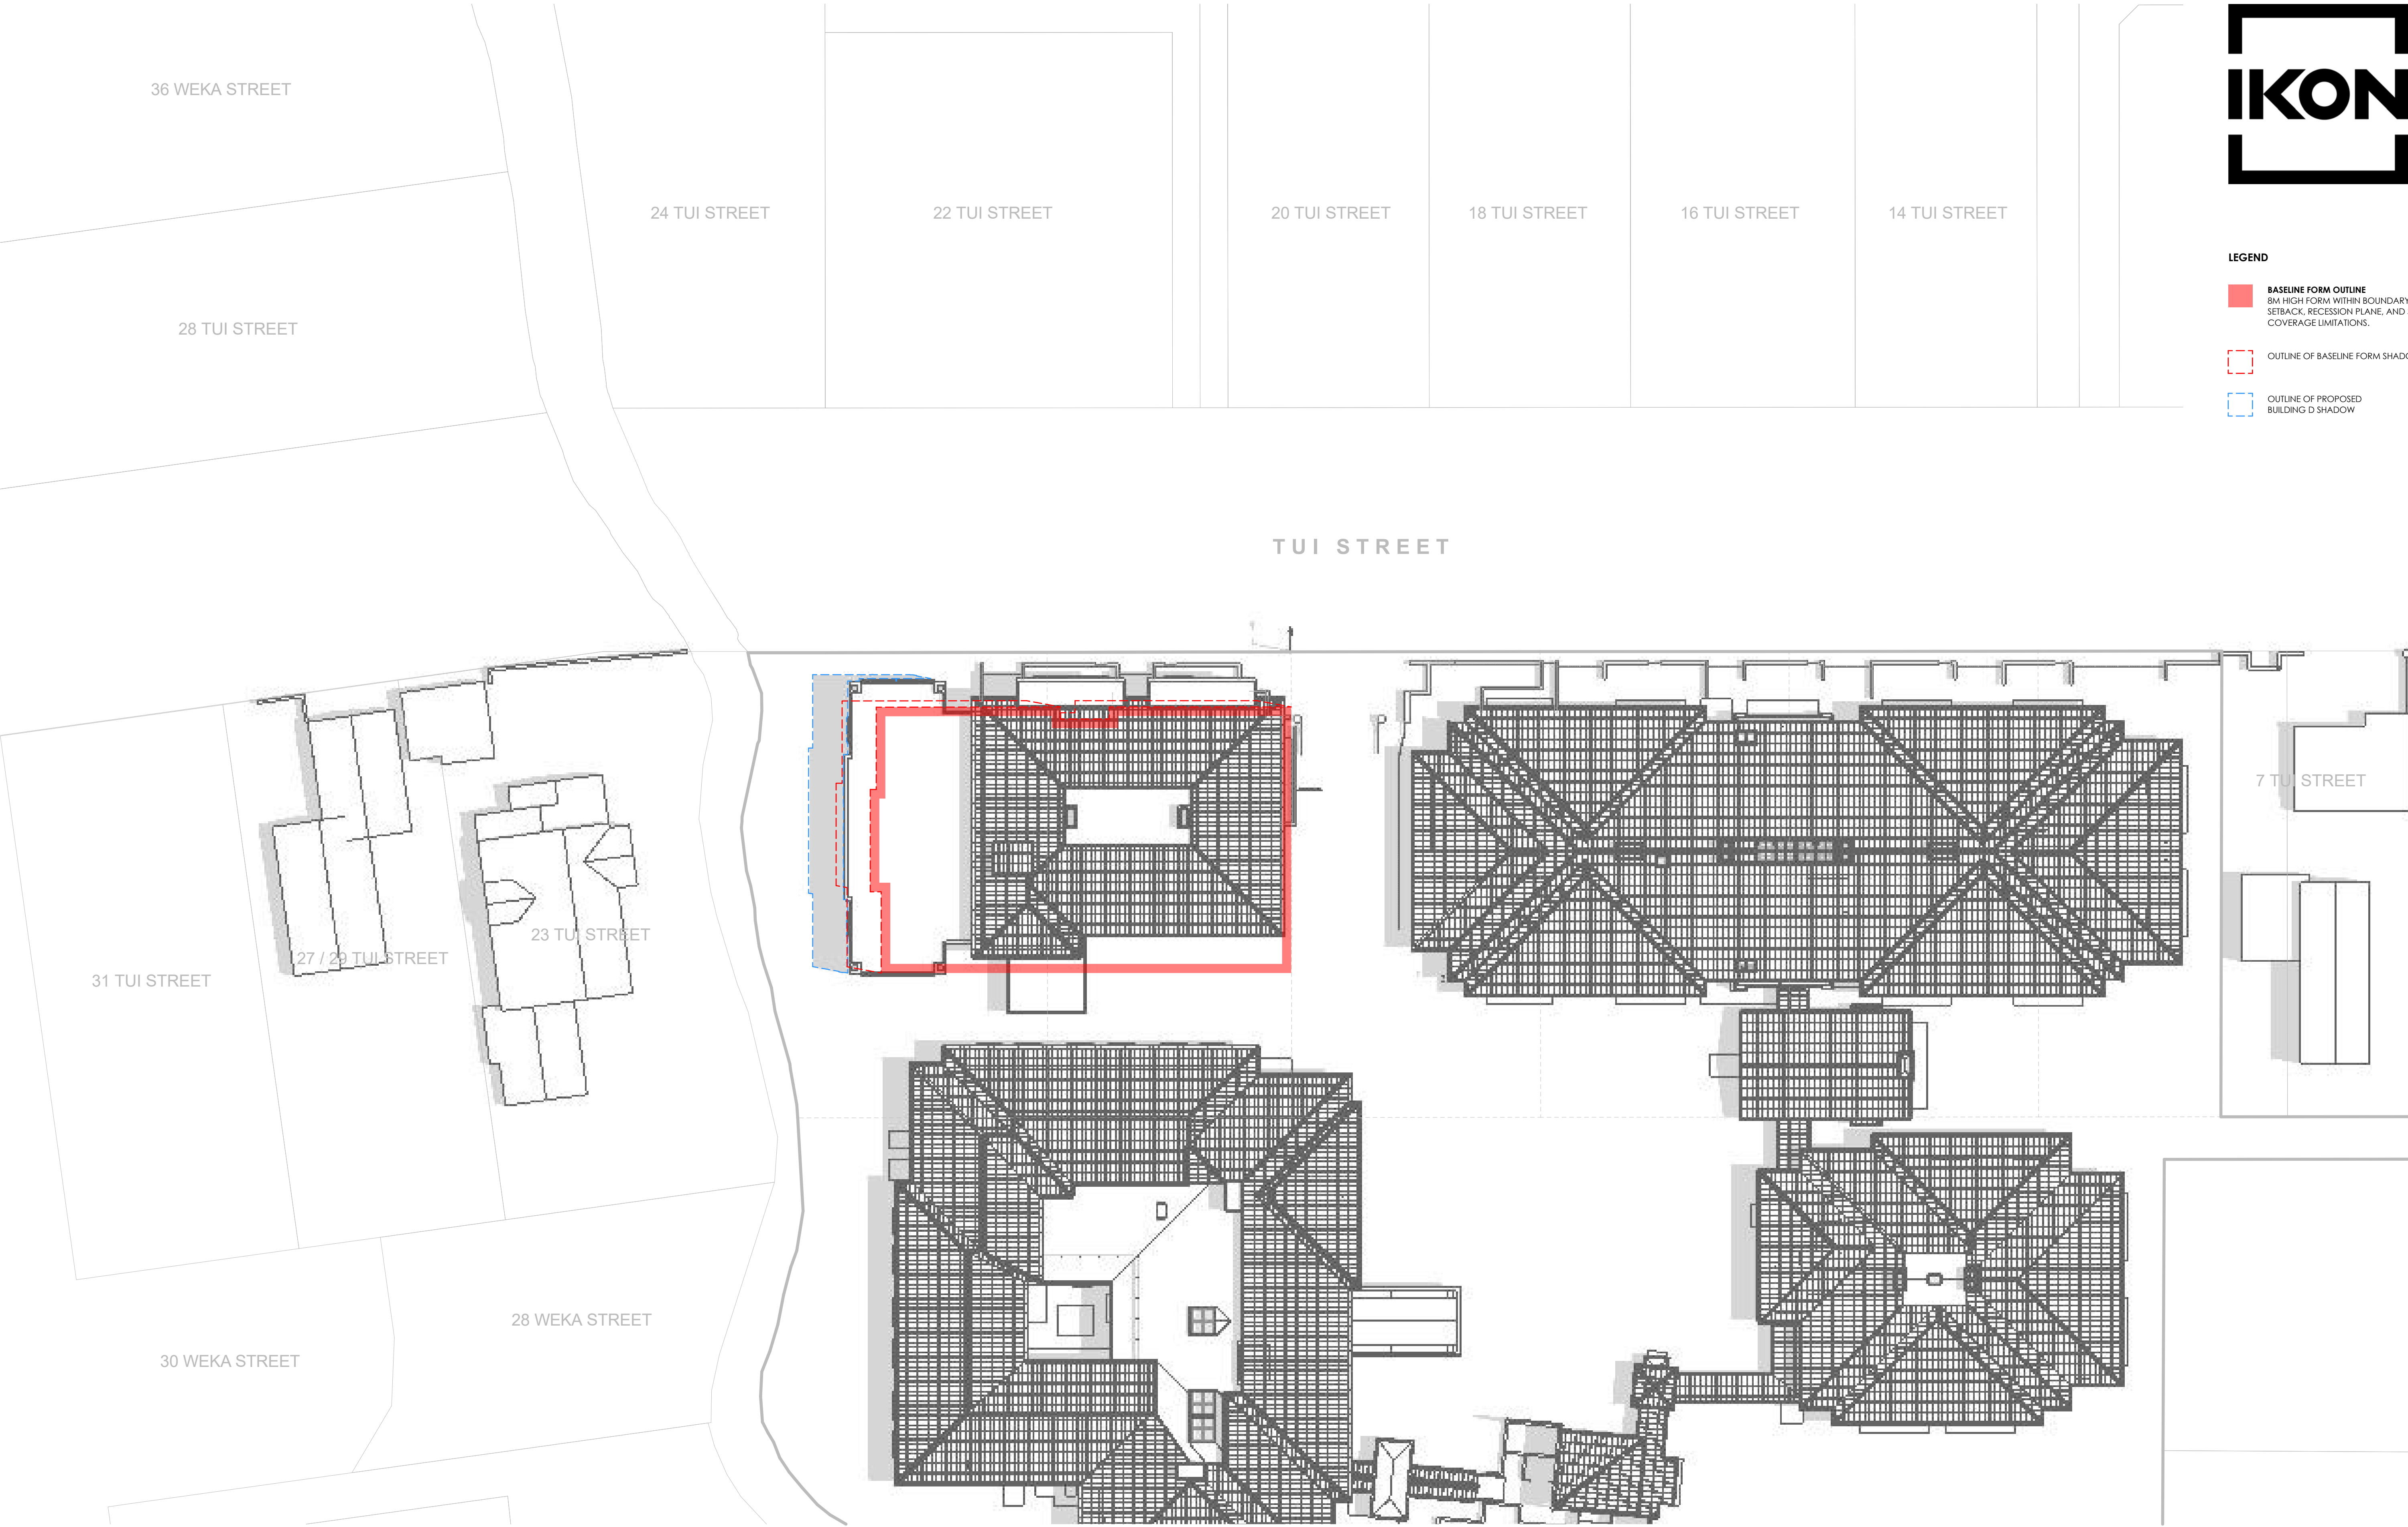 36 WEKA STREET
24 TUI STREET
22 TUI STREET
20 TUI STREET
18 TUI STREET
16 TUI STREET
14 TUI STREET
IKON
LEGEND
BASELINE FORM OUTLINE
8M HIGH FORM WITHIN BOUNDARY
SETBACK, RECESSION PLANE, AND
COVERAGE LIMITATIONS.
OUTLINE OF BASELINE FORM
OUTLINE OF PROPOSED
BUILDING D SHADOW
28 TUI STREET
TUI STREET
7 TUI STREET
23 TUI STREET
27 / 29 TUI STREET
31 TUI STREET
28 WEKA STREET
30 WEKA STREET